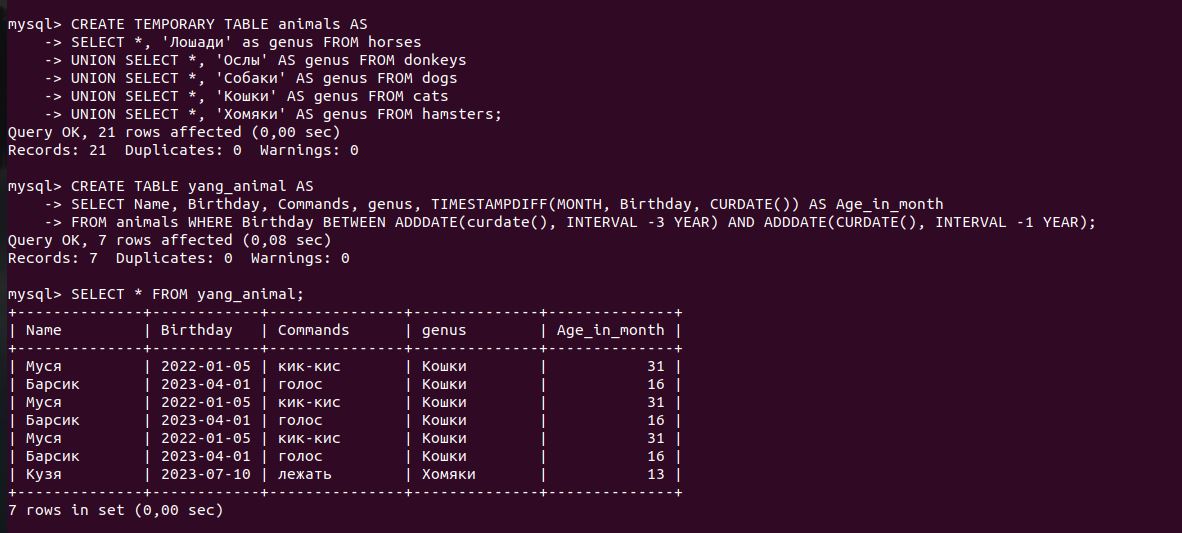 mysql> CREATE TEMPORARY TABLE animals AS
    -> SELECT *, 'Лошади' as genus FROM horses
    -> UNION SELECT *, 'Ослы' AS genus FROM donkeys
    -> UNION SELECT *, 'Собаки' AS genus FROM dogs
    -> UNION SELECT *, 'Кошки' AS genus FROM cats
    -> UNION SELECT *, 'Хомяки' AS genus FROM hamsters;
Query OK, 21 rows affected (0,00 sec)
Records: 21  Duplicates: 0  Warnings: 0

mysql> CREATE TABLE yang_animal AS
    -> SELECT Name, Birthday, Commands, genus, TIMESTAMPDIFF(MONTH, Birthday, CURDATE()) AS Age_in_month
    -> FROM animals WHERE Birthday BETWEEN ADDDATE(curdate(), INTERVAL -3 YEAR) AND ADDDATE(CURDATE(), INTERVAL -1 YEAR);
Query OK, 7 rows affected (0,08 sec)
Records: 7  Duplicates: 0  Warnings: 0

mysql> SELECT * FROM yang_animal;
+--------------+------------+---------------+--------------+--------------+
| Name         | Birthday   | Commands      | genus        | Age_in_month |
+--------------+------------+---------------+--------------+--------------+
| Муся         | 2022-01-05 | кик-кис       | Кошки        |           31 |
| Барсик       | 2023-04-01 | голос         | Кошки        |           16 |
| Муся         | 2022-01-05 | кик-кис       | Кошки        |           31 |
| Барсик       | 2023-04-01 | голос         | Кошки        |           16 |
| Муся         | 2022-01-05 | кик-кис       | Кошки        |           31 |
| Барсик       | 2023-04-01 | голос         | Кошки        |           16 |
| Кузя         | 2023-07-10 | лежать        | Хомяки       |           13 |
+--------------+------------+---------------+--------------+--------------+
7 rows in set (0,00 sec)